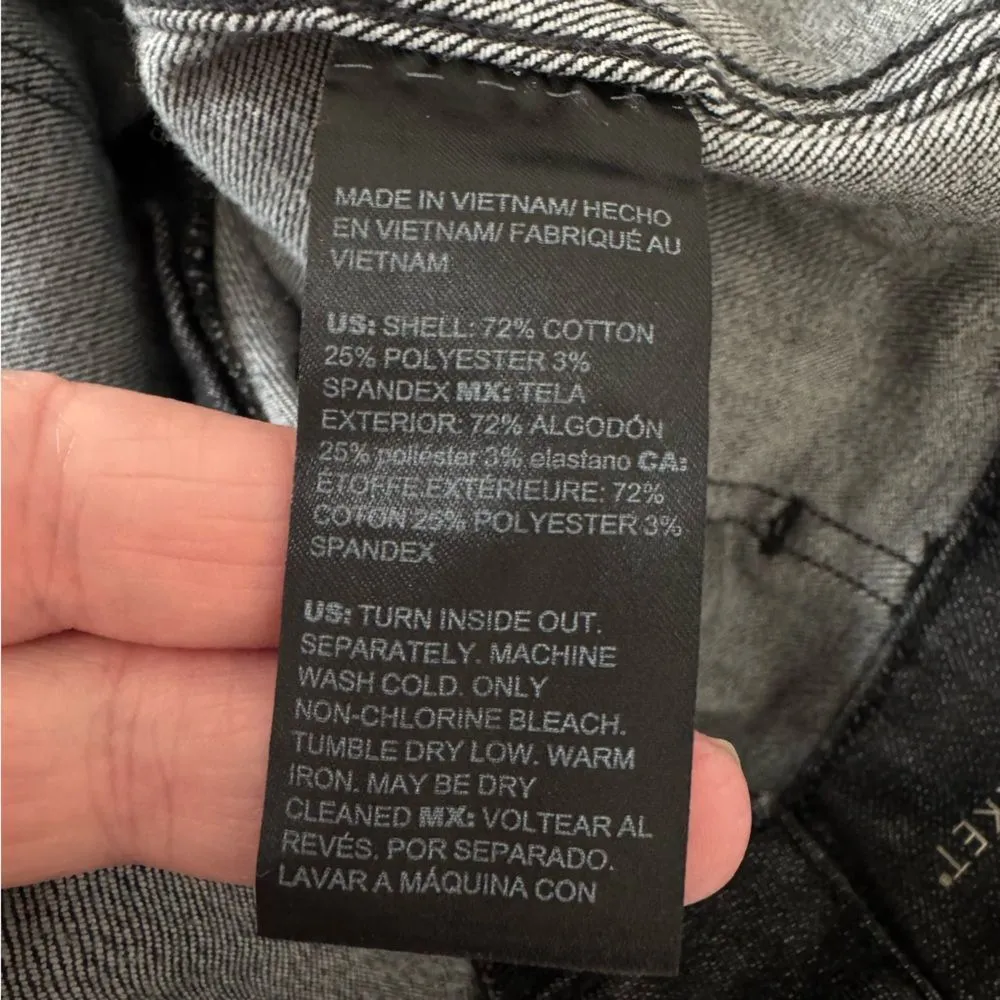 MADE IN VIETNAM/ HECHO
EN VIETNAM/ FABRIQUÉ AU
VIETNAM
US: SHELL: 72% COTTON
25% POLYESTER 3%
SPANDEX MX: TELA
EXTERIOR: 72% ALGODÓN
25% poliéster 3% elastano CA:
ÉTOFFE EXTÉRIEURE: 72%
COTON 25% POLYESTER 3%
SPANDEX
US: TURN INSIDE OUT.
SEPARATELY. MACHINE
WASH COLD. ONLY
NON-CHLORINE BLEACH.
TUMBLE DRY LOW. WARM
IRON. MAY BE DRY
CLEANED MX: VOLTEAR AL
REVÉS. POR SEPARADO.
LAVAR A MÁQUINA CON